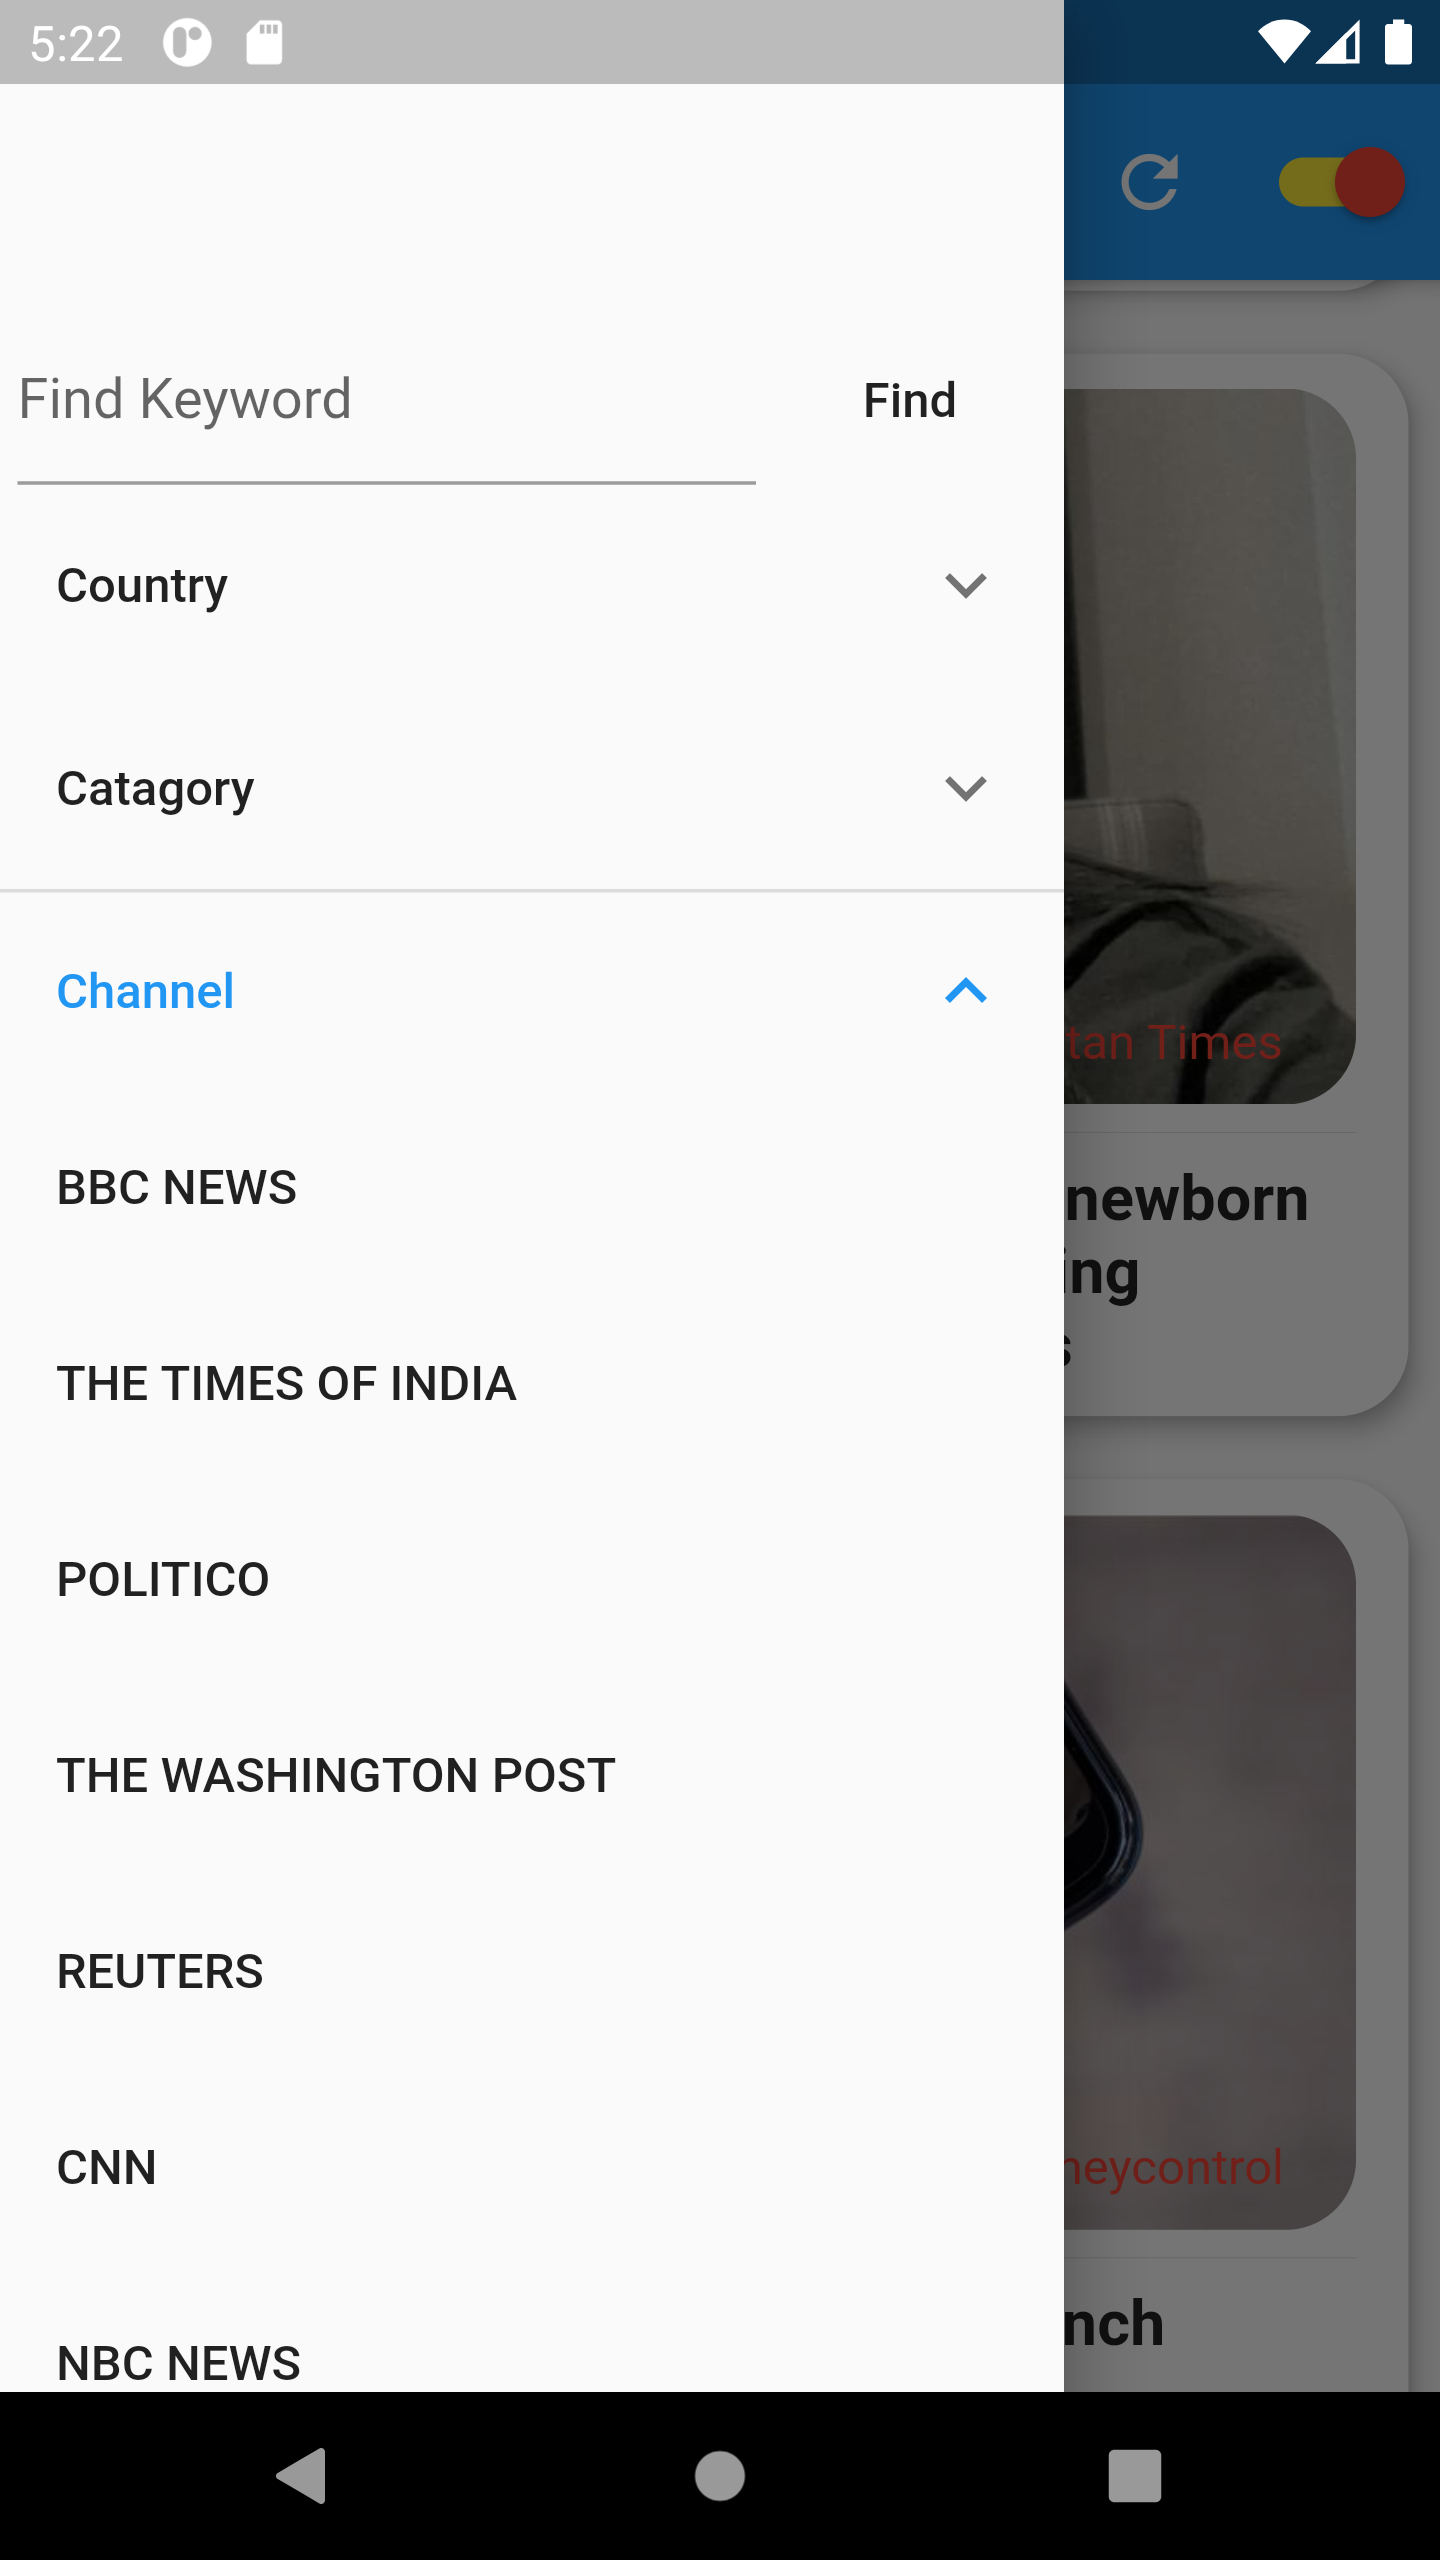 5:22
Find Keyword
Find
Country
Catagory
Channel
tan Times
BBC NEWS
newborn
ing
THE TIMES OF INDIA
s
POLITICO
THE WASHINGTON POST
REUTERS
CNN
neycontrol
nch
NBC NEWS